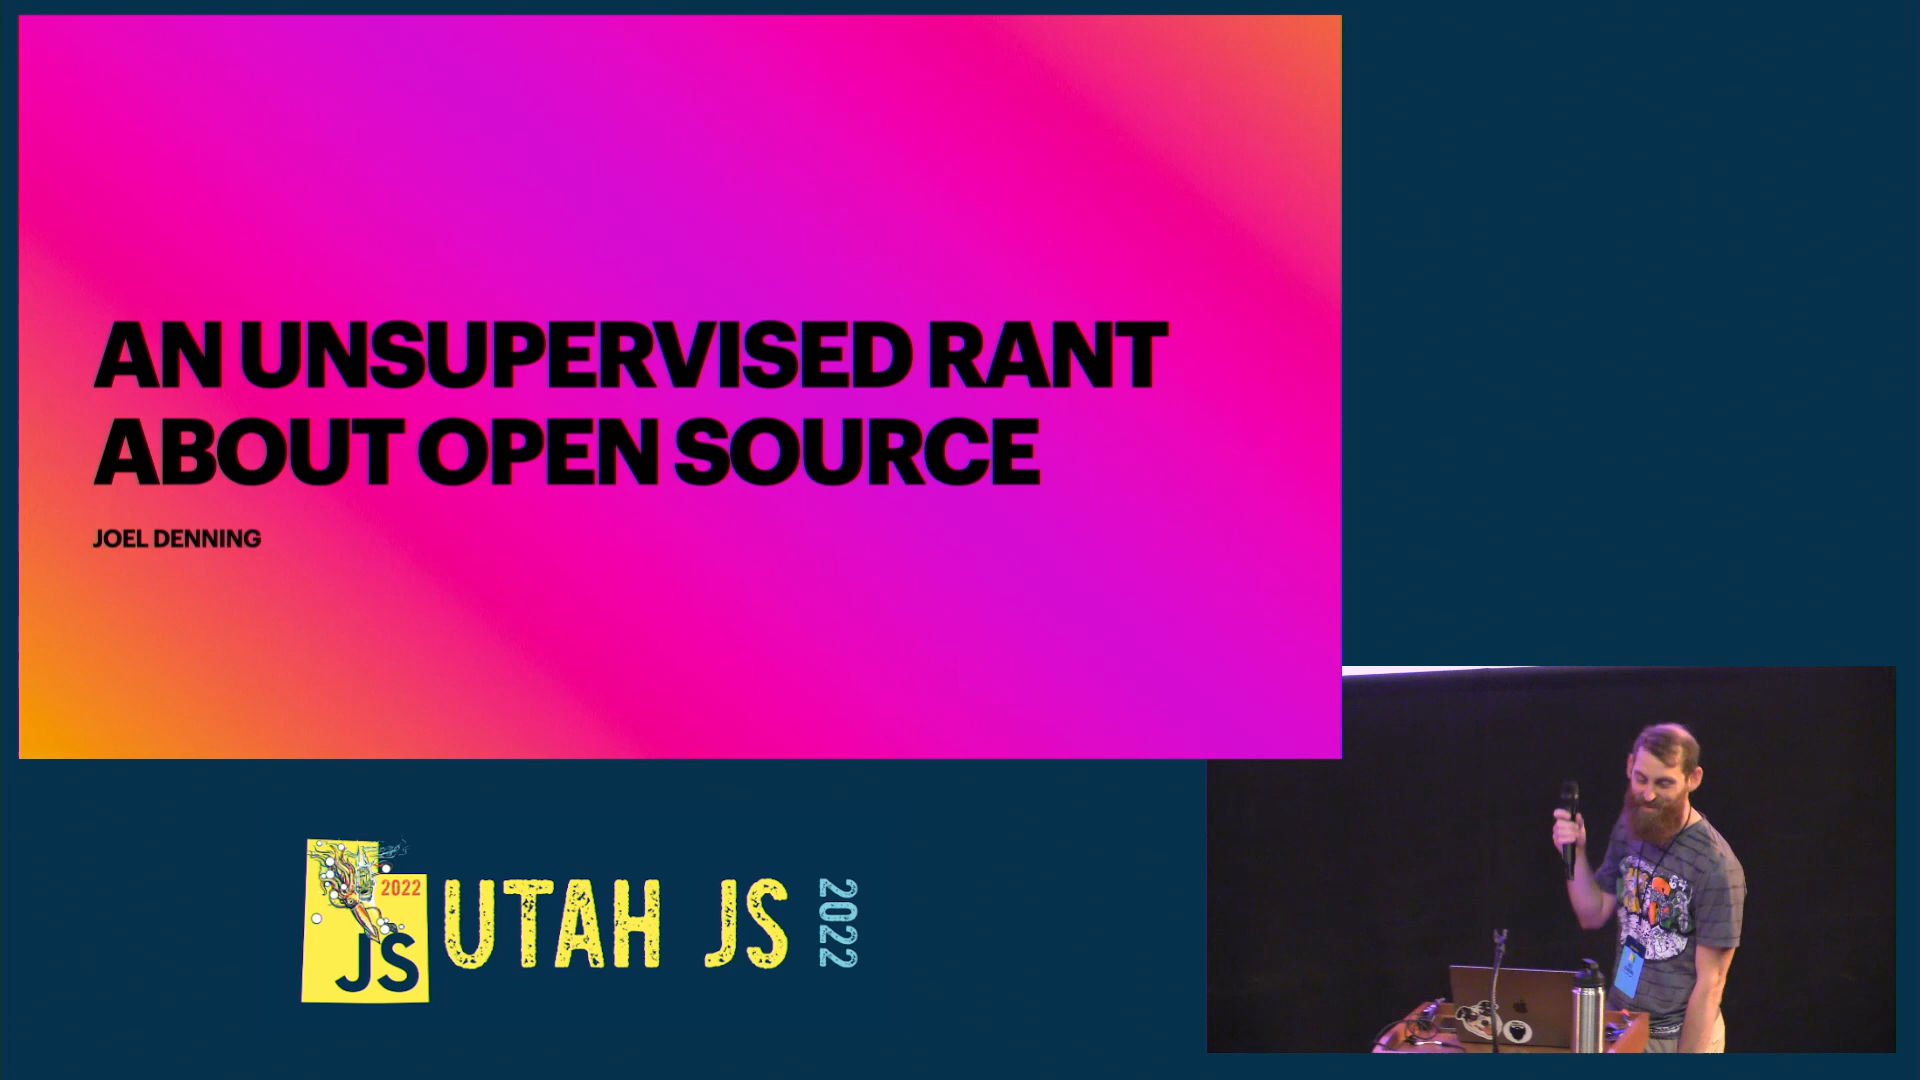 AN UNSUPERVISED RANT
ABOUT OPEN SOURCE
JOEL DENNING
2022
JS
UTAH JS 2022